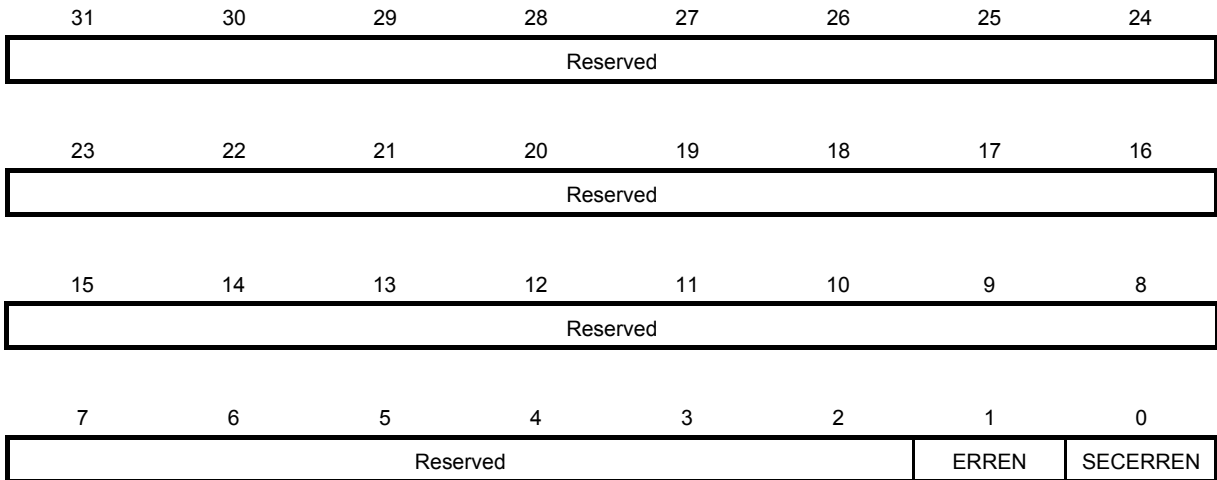 31 30 29 28 27 26 25 24
Reserved
23 22 21 20 19 18 17 16
Reserved
15 14 13 12 11 10 9 8
Reserved
7 6 5 4 3 2 1 0
Reserved ERREN SECERREN